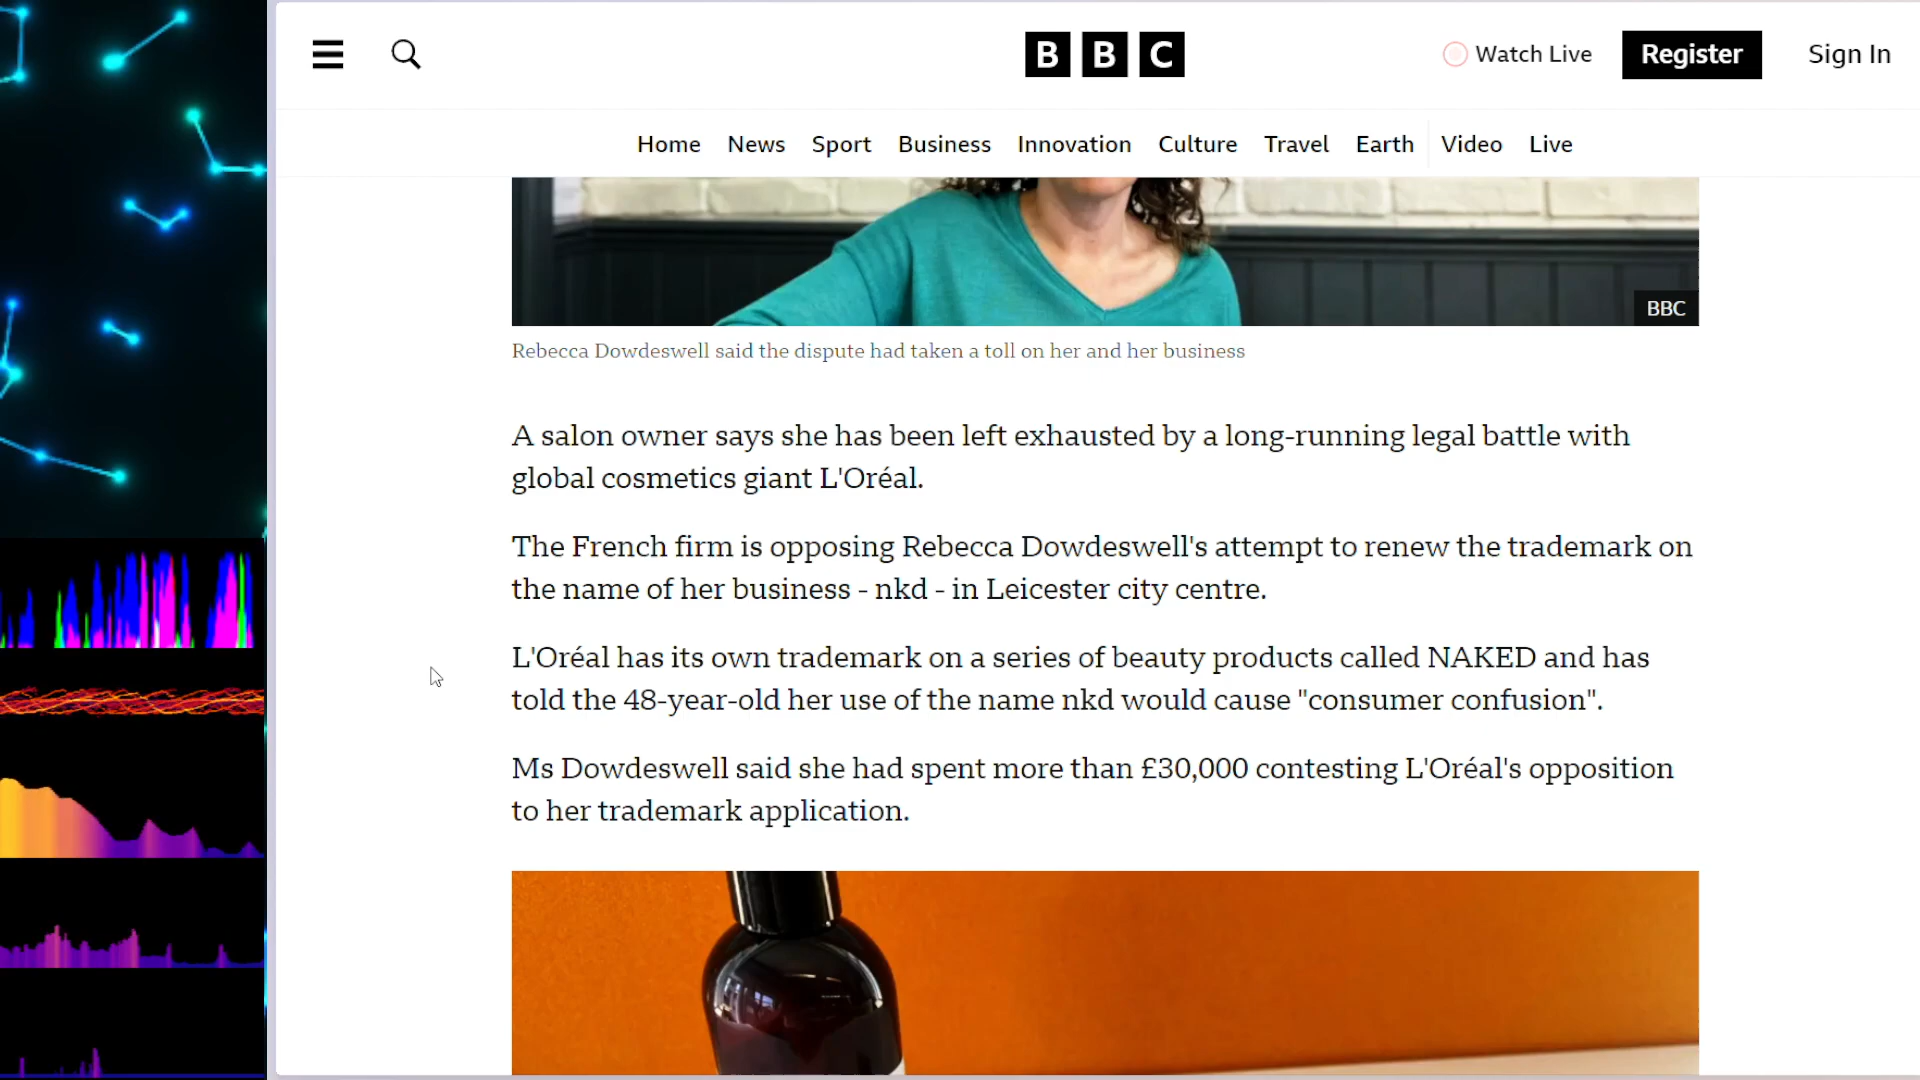 BBC
Watch Live
Register
Sign In
Home News Sport Business Innovation Culture Travel Earth Video Live
BBC
Rebecca Dowdeswell said the dispute had taken a toll on her and her business
A salon owner says she has been left exhausted by a long-running legal battle with
global cosmetics giant L'Oréal.
The French firm is opposing Rebecca Dowdeswell's attempt to renew the trademark on
the name of her business - nkd - in Leicester city centre.
L'Oréal has its own trademark on a series of beauty products called NAKED and has
told the 48-year-old her use of the name nkd would cause "consumer confusion".
Ms Dowdeswell said she had spent more than £30,000 contesting L'Oréal's opposition
to her trademark application.